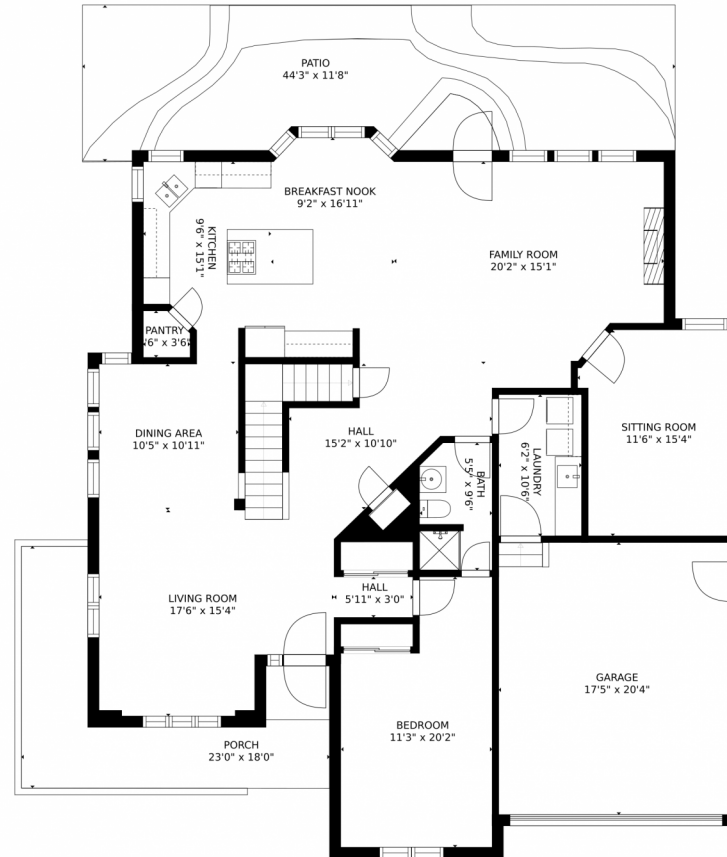 PATIO
44'3" x 11'8"
BREAKFAST NOOK
9'2" x 16'11"
KITCHEN
9'6" x 15'1"
FAMILY ROOM
20'2" x 15'1"
PANTRY
'6" x 3'6"
DINING AREA
10'5" x 10'11"
HALL
15'2" x 10'10"
SITTING ROOM
11'6" x 15'4"
LAUNDRY
6'2" x 10'6"
BATH
5'5" x 9'6"
LIVING ROOM
17'6" x 15'4"
HALL
5'11" x 3'0"
GARAGE
17'5" x 20'4"
BEDROOM
11'3" x 20'2"
PORCH
23'0" x 18'0"